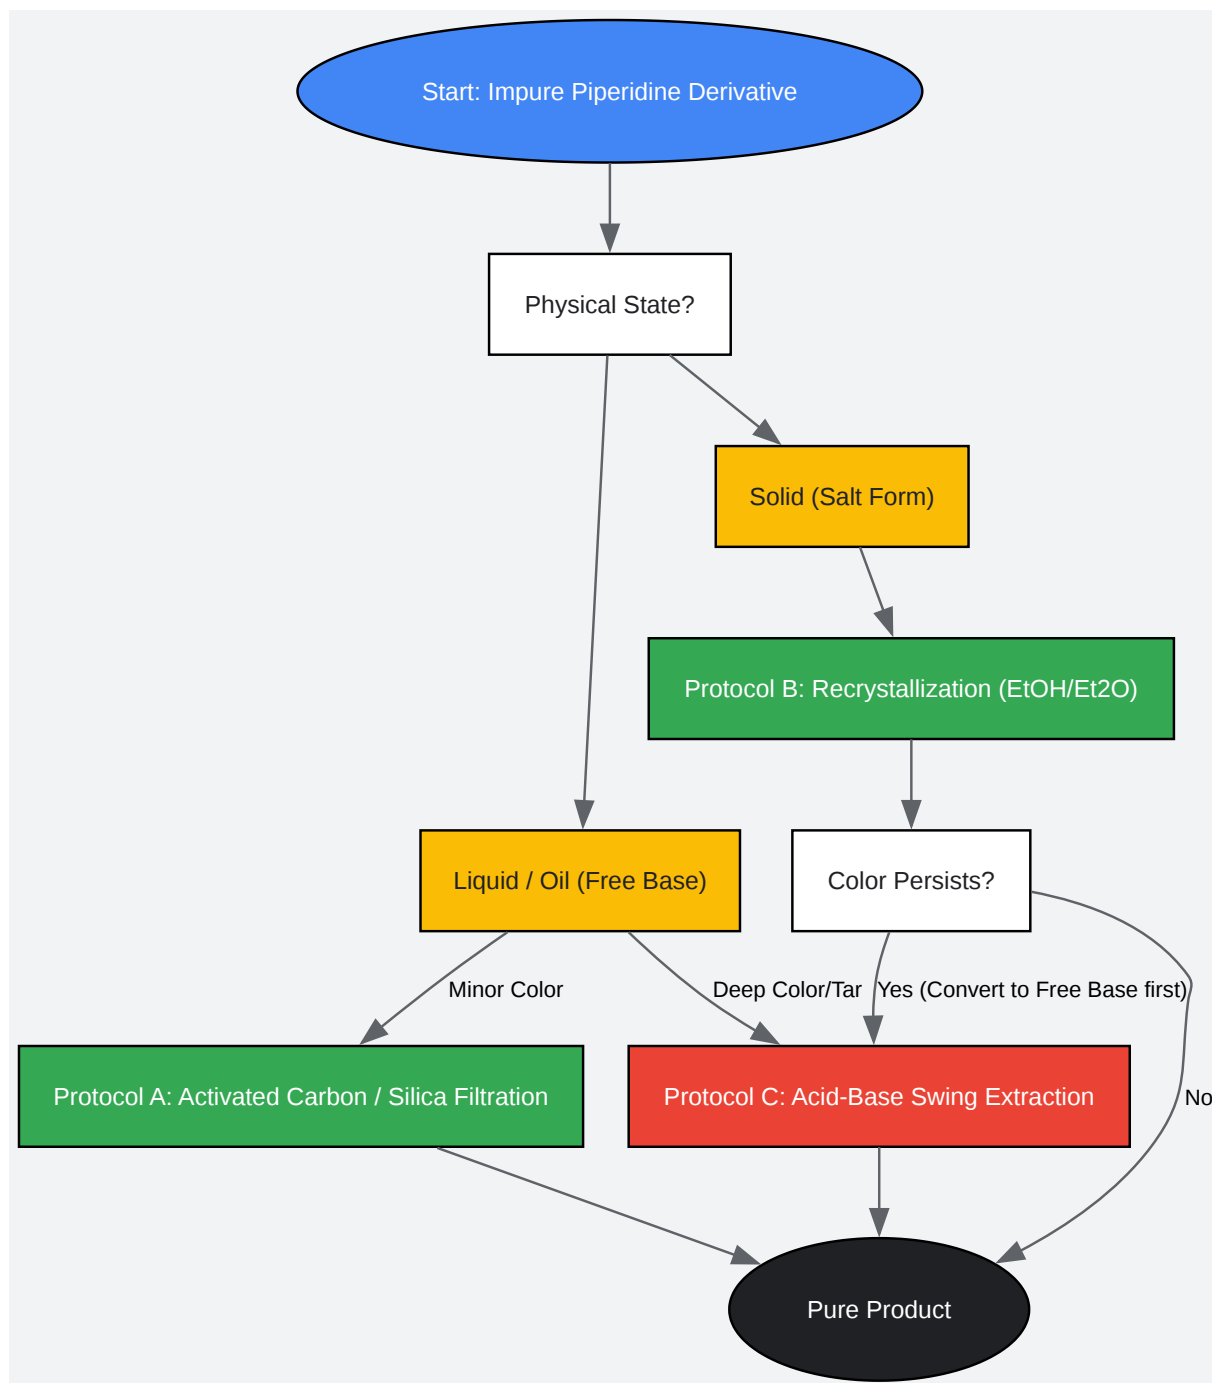 Start: Impure Piperidine Derivative
Physical State?
Solid (Salt Form)
Protocol B: Recrystallization (EtOH/Et2O)
Liquid / Oil (Free Base)
Color Persists?
Minor Color
Deep Color/Tar
Yes (Convert to Free Base first)
Protocol A: Activated Carbon / Silica Filtration
Protocol C: Acid-Base Swing Extraction
No
Pure Product